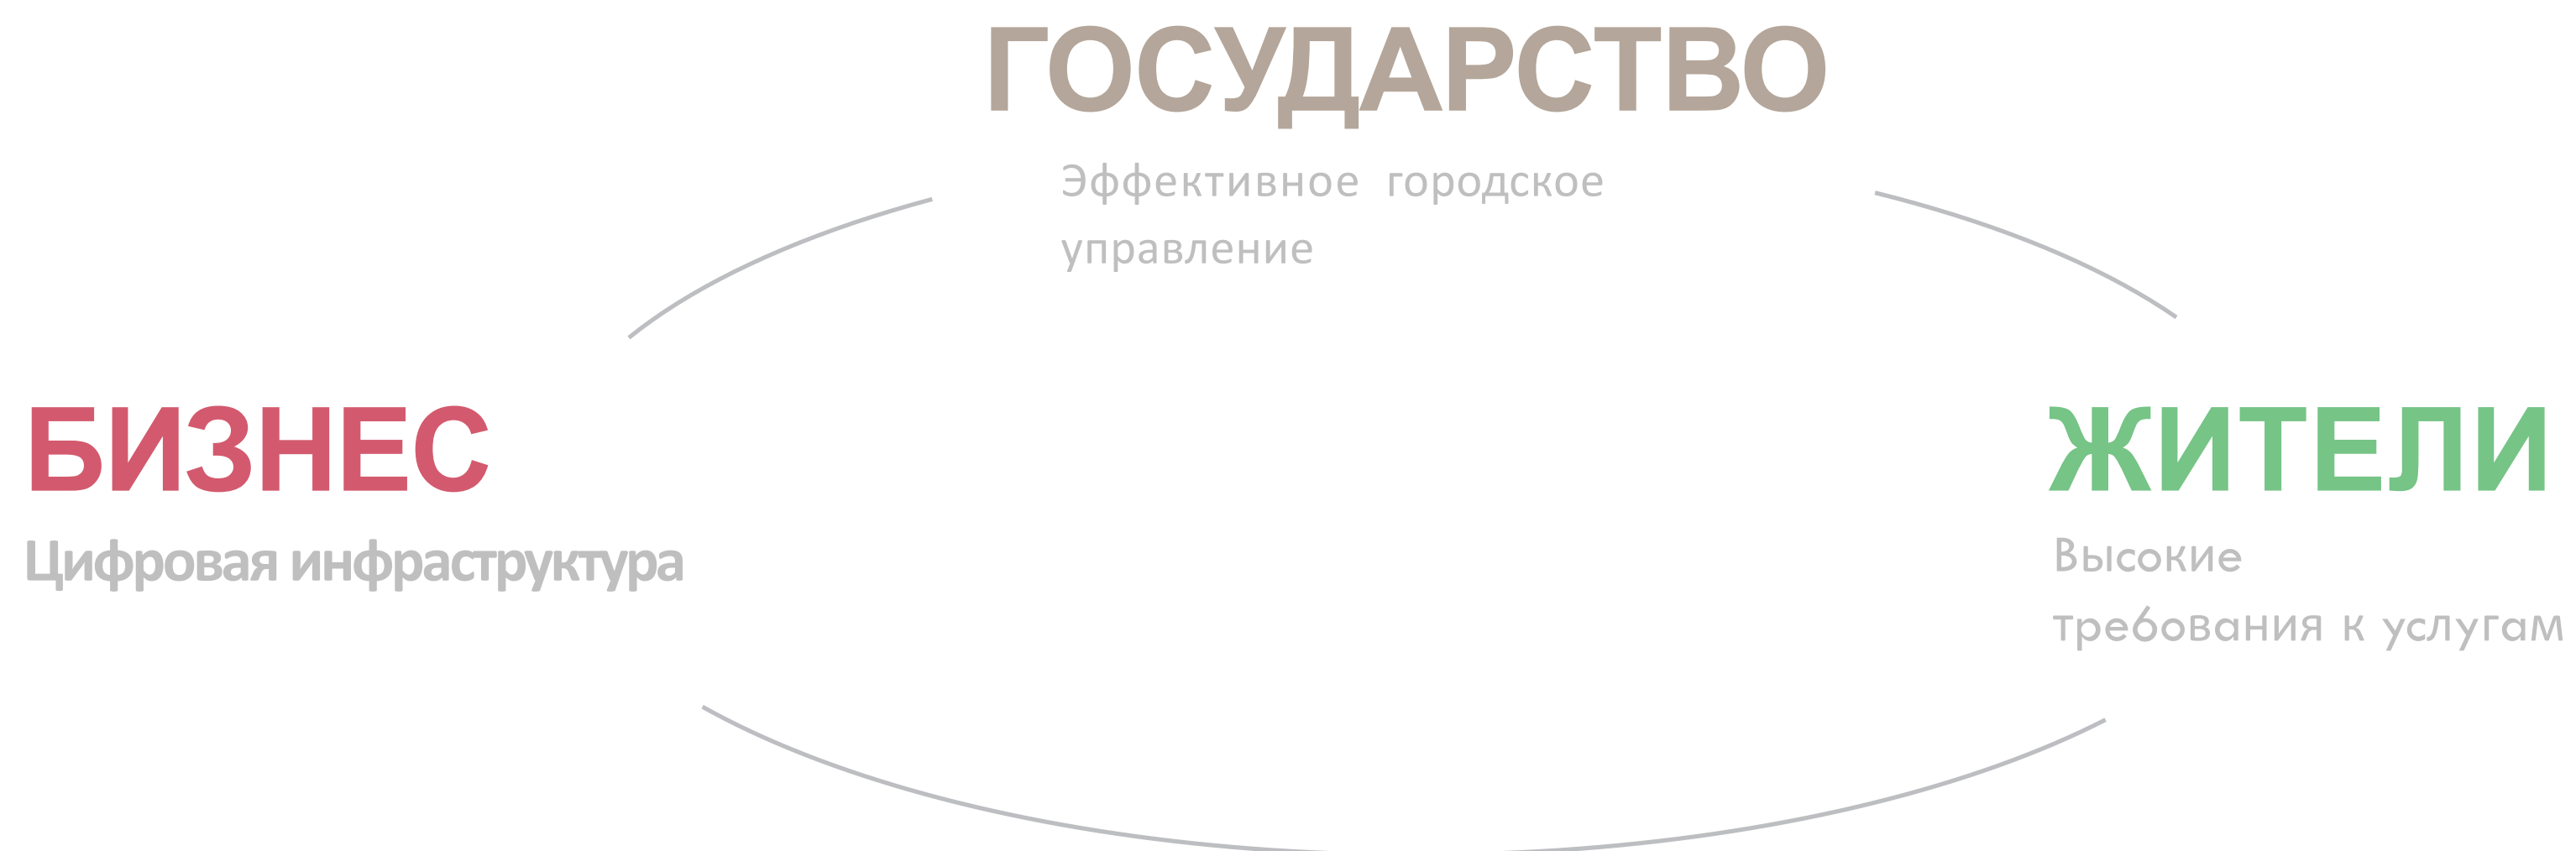 ГОСУДАРСТВО
Эффективное городское
управление
БИЗНЕС
Цифровая инфраструктура
ЖИТЕЛИ
Высокие
требования к услугам